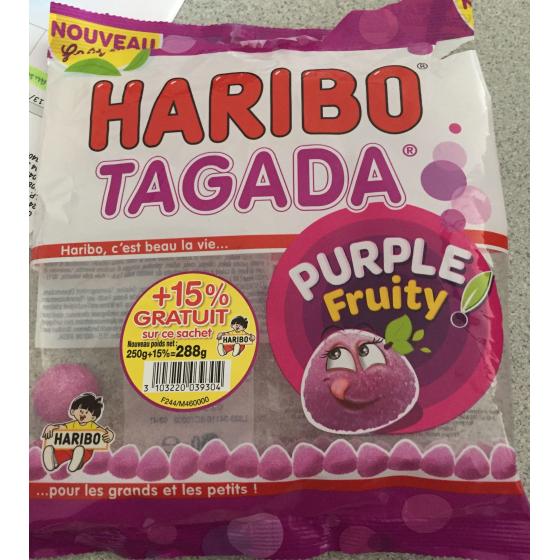 NOUVEAU
HARIBO®
TAGADA®
Haribo, c'est beau la vie...
PURPLE
Fruity
+15%
GRATUIT
sur ce sachet
Nouveau poids net :
250g+15%=288g
HARIBO
3 103220 039304
F244/M460000
HARIBO
...pour les grands et les petits !